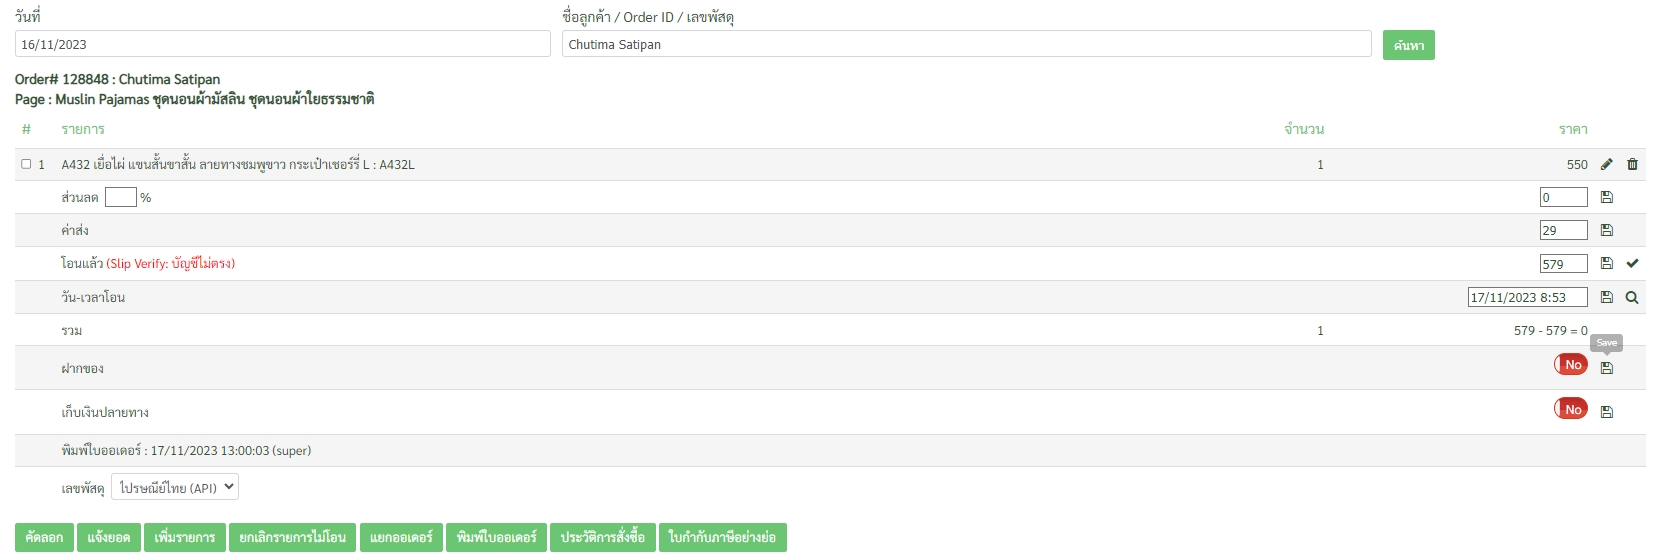 วันที่ ชื่อลูกค้า / Order ID / เลขพัสดุ
16/11/2023 Chutima Satipan ค้นหา
Order# 128848 : Chutima Satipan
Page : Muslin Pajamas ชุดนอนผ้ามัสลิน ชุดนอนผ้าใยธรรมชาติ
# รายการ จำนวน ราคา
1 A432 เยื่อไผ่ แขนสั้นขาสั้น ลายทางชมพูขาว กระเป๋าเชอร์รี่ L : A432L 1 550
ส่วนลด % 0
ค่าส่ง 29
โอนแล้ว (Slip Verify: บัญชีไม่ตรง) 579
วัน-เวลาโอน 17/11/2023 8:53
รวม 1 579 - 579 = 0
Save
ฝากของ No
เก็บเงินปลายทาง No
พิมพ์ใบออเดอร์ : 17/11/2023 13:00:03 (super)
เลขพัสดุ ไปรษณีย์ไทย (API)
คัดลอก แจ้งยอด เพิ่มรายการ ยกเลิกรายการไม่โอน แยกออเดอร์ พิมพ์ใบออเดอร์ ประวัติการสั่งซื้อ ใบกำกับภาษีอย่างย่อ